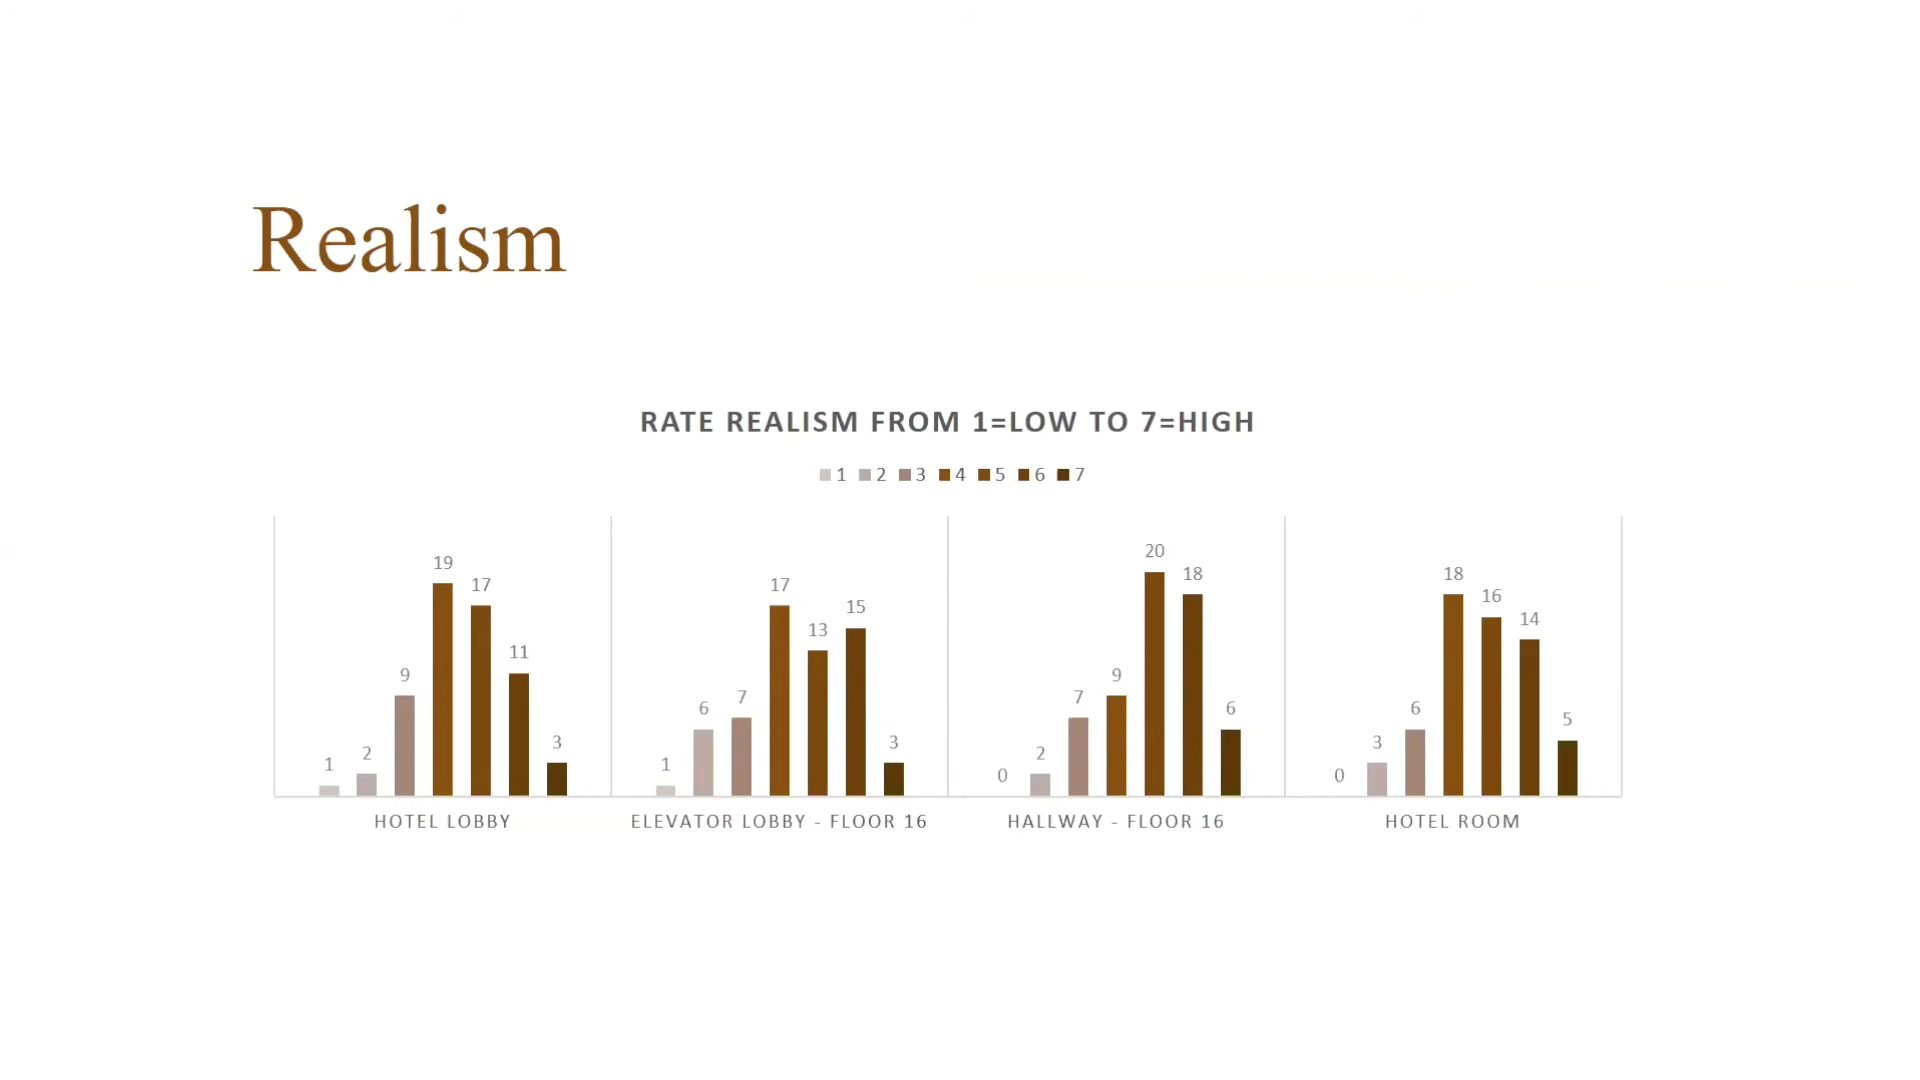 Realism
RATE REALISM FROM 1=LOW TO 7=HIGH
1 2 3 4 5 6 7
1 2 9 19 17 11 3
1 6 7 17 13 15 3
0 2 7 9 20 18 6
0 3 6 18 16 14 5
HOTEL LOBBY
ELEVATOR LOBBY - FLOOR 16
HALLWAY - FLOOR 16
HOTEL ROOM